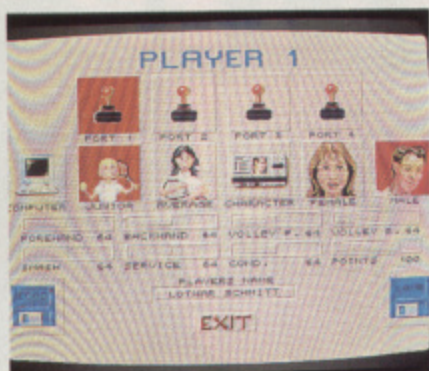 PLAYER 1
PORT 1 PORT 2 PORT 3 PORT 4
COMPUTER JUNIOR AVERAGE CHARACTER FEMALE MALE
FOREHAND 64 BACKHAND 64 VOLLEY F. 64 VOLLEY B. 64
SMASH 64 SERVICE 64 COND. 64 POINTS 100
PLAYERS NAME
LOTHAR SCHMITT
EXIT